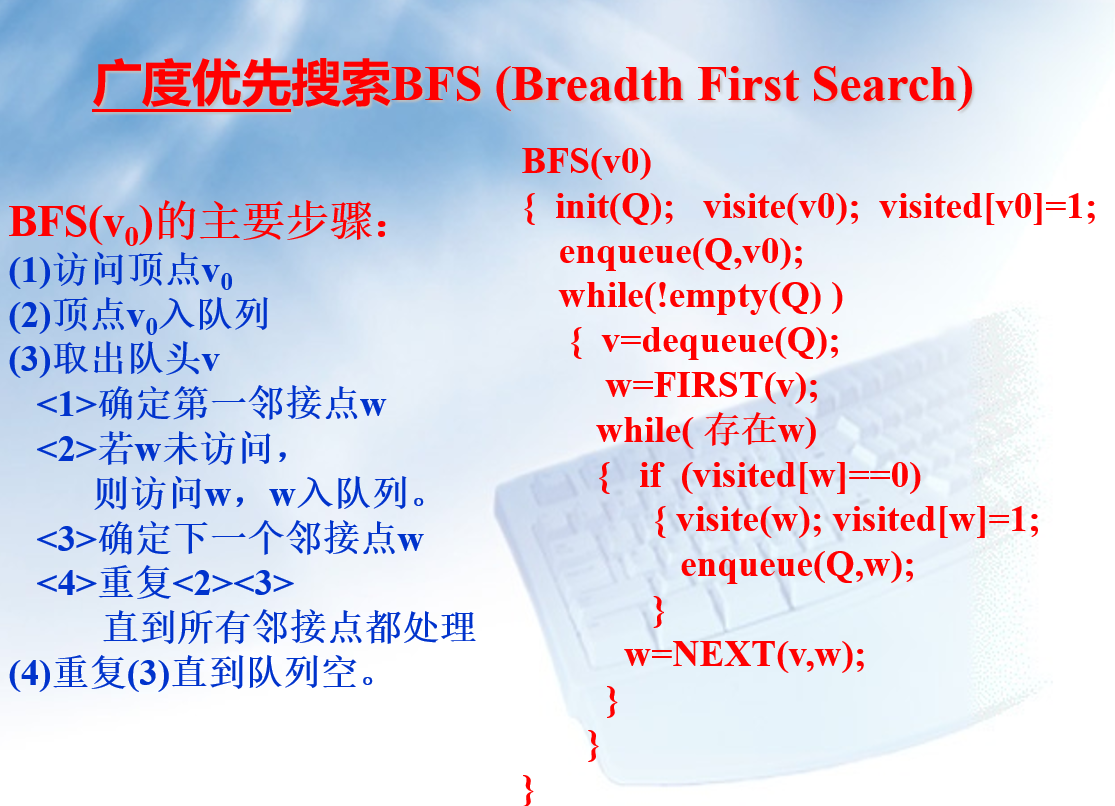 广度优先搜索BFS (Breadth First Search)
BFS(v0)的主要步骤：
(1)访问顶点v0
(2)顶点v0入队列
(3)取出队头v
<1>确定第一邻接点w
<2>若w未访问，
则访问w，w入队列。
<3>确定下一个邻接点w
<4>重复<2><3>
直到所有邻接点都处理
(4)重复(3)直到队列空。
BFS(v0)
{ init(Q); visite(v0); visited[v0]=1;
enqueue(Q,v0);
while(!empty(Q) )
{ v=dequeue(Q);
w=FIRST(v);
while( 存在w)
{ if (visited[w]==0)
{ visite(w); visited[w]=1;
enqueue(Q,w);
}
w=NEXT(v,w);
}
}
}